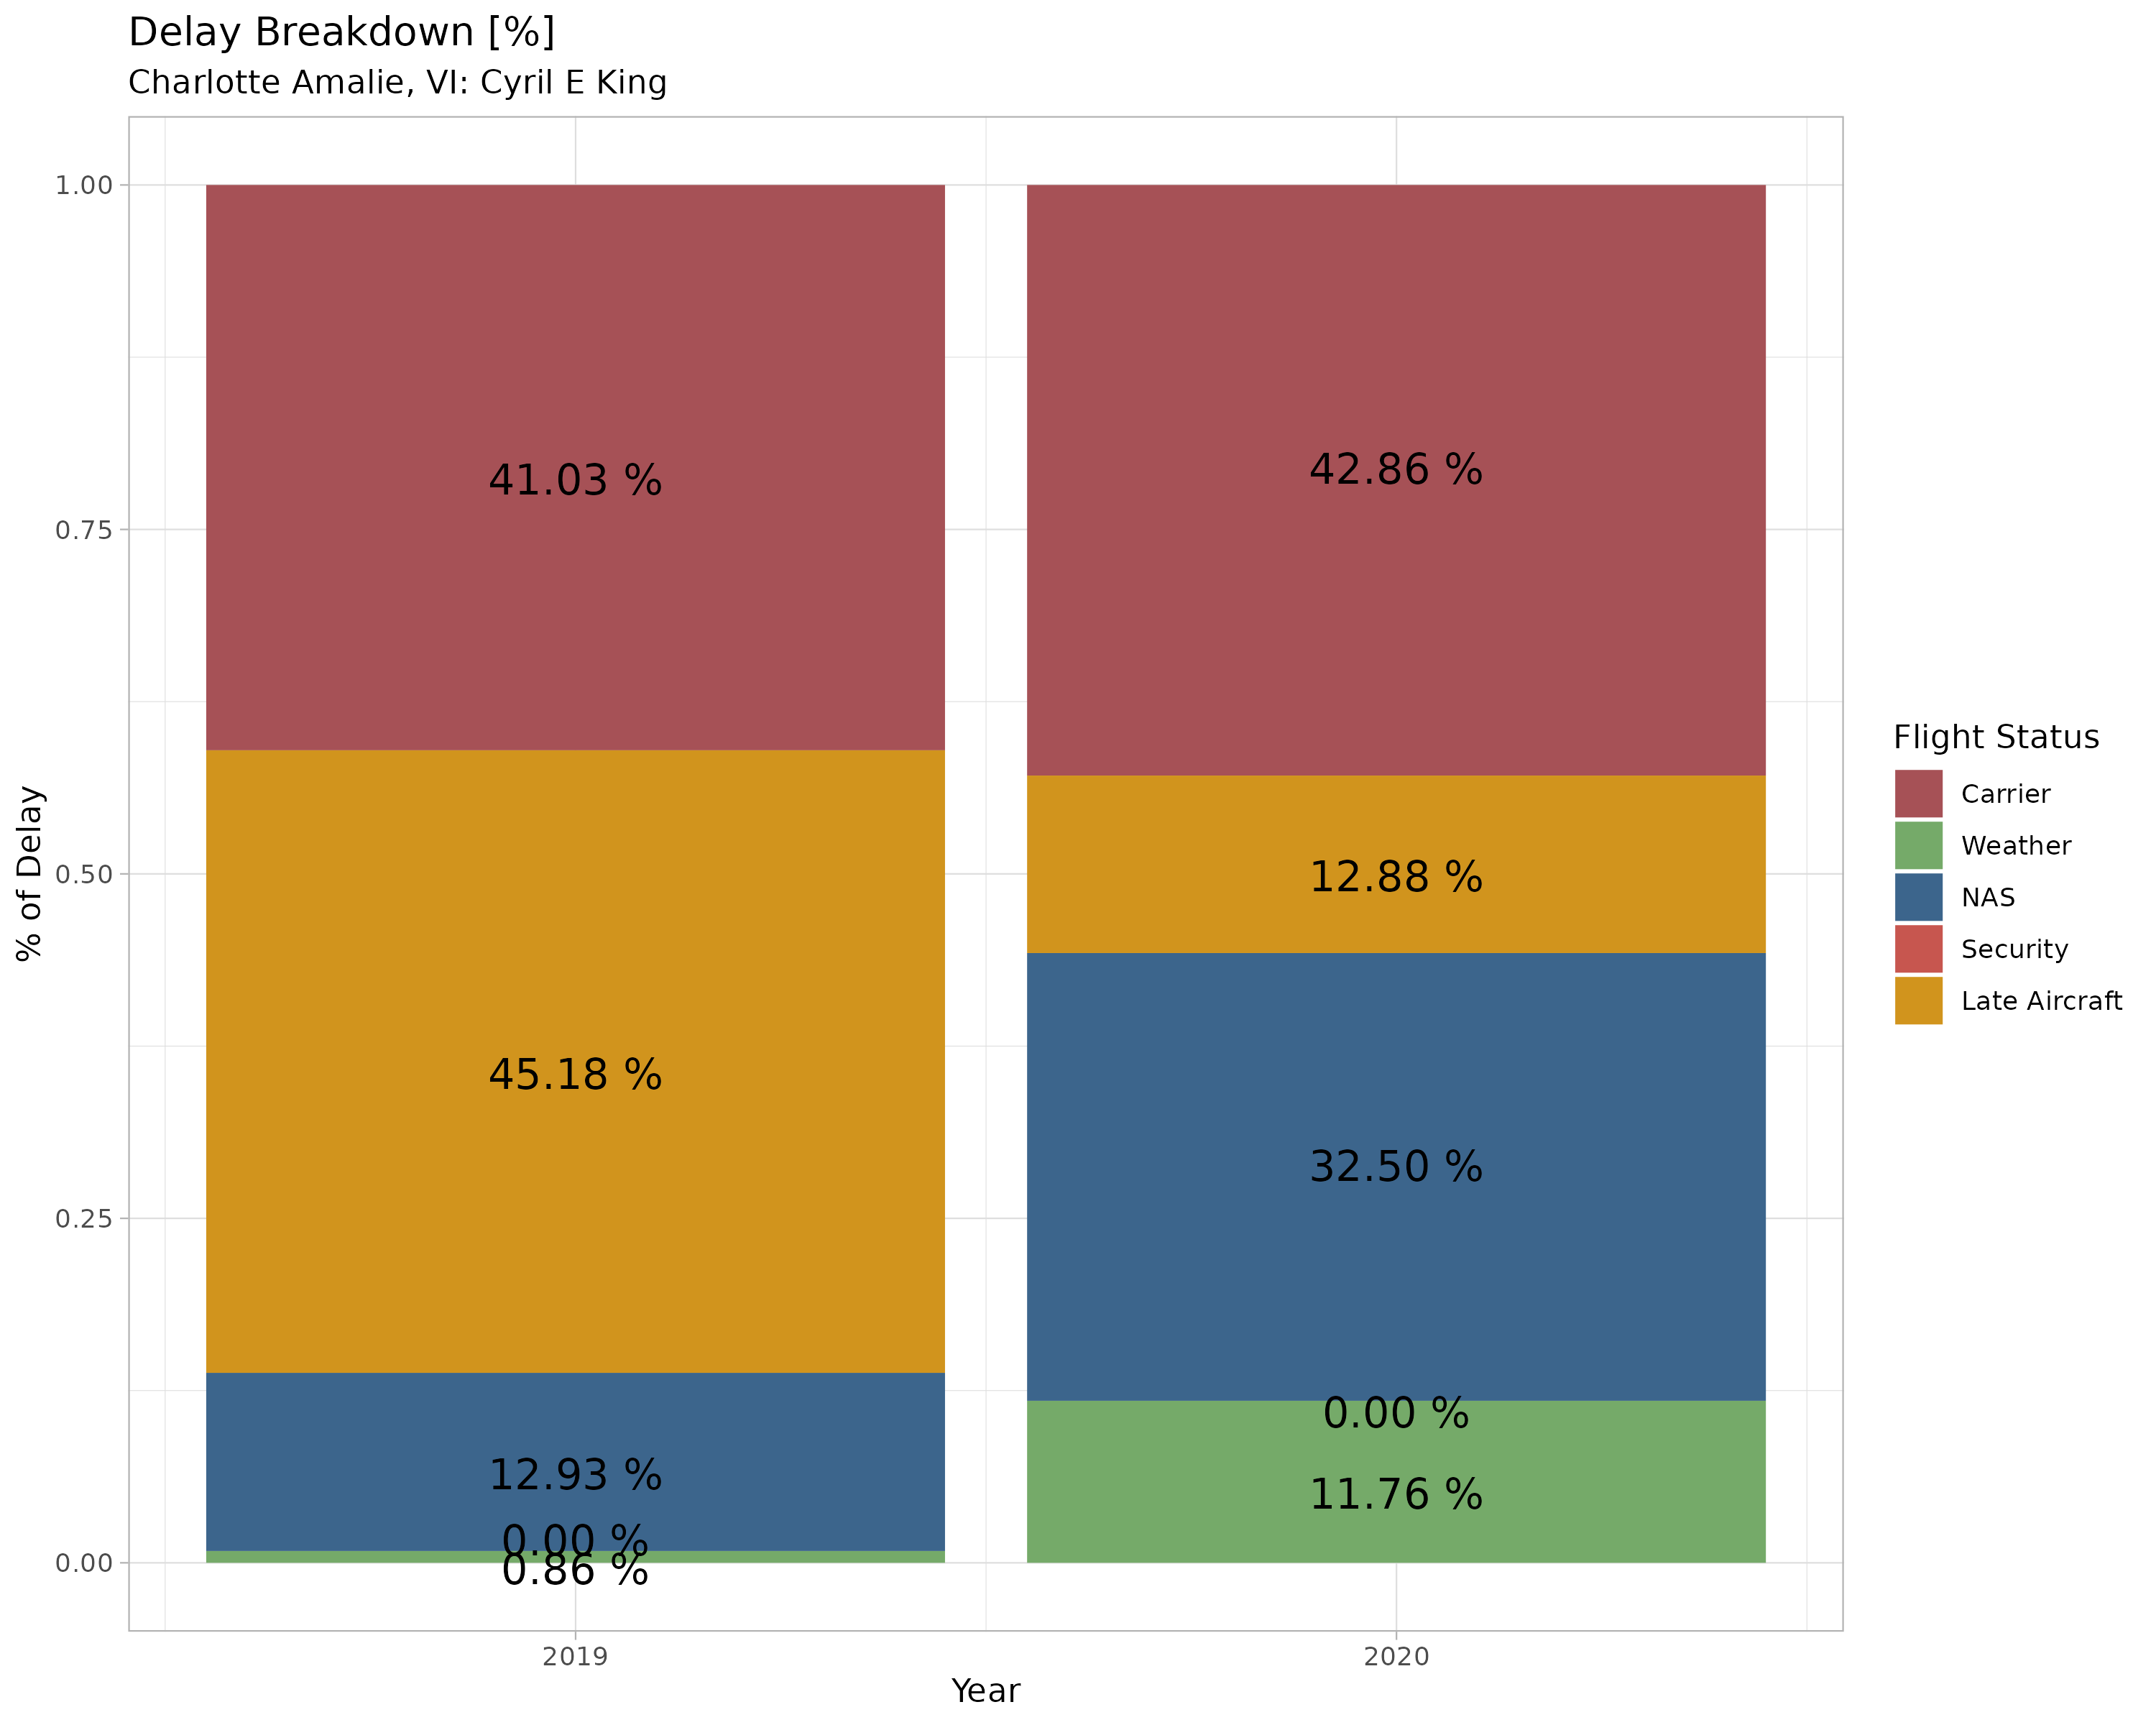 Delay Breakdown [%]
Charlotte Amalie, VI: Cyril E King
1.00
0.75
0.50
0.25
0.00
% of Delay
41.03 %
45.18 %
12.93 %
0.00 %
0.86 %
42.86 %
12.88 %
32.50 %
0.00 %
11.76 %
2019
2020
Year
Flight Status
Carrier
Weather
NAS
Security
Late Aircraft